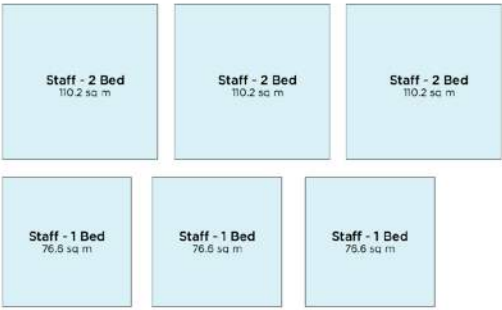 Staff - 2 Bed
110.2 sq m
Staff - 2 Bed
110.2 sq m
Staff - 2 Bed
110.2 sq m
Staff - 1 Bed
76.6 sq m
Staff - 1 Bed
76.6 sq m
Staff - 1 Bed
76.6 sq m